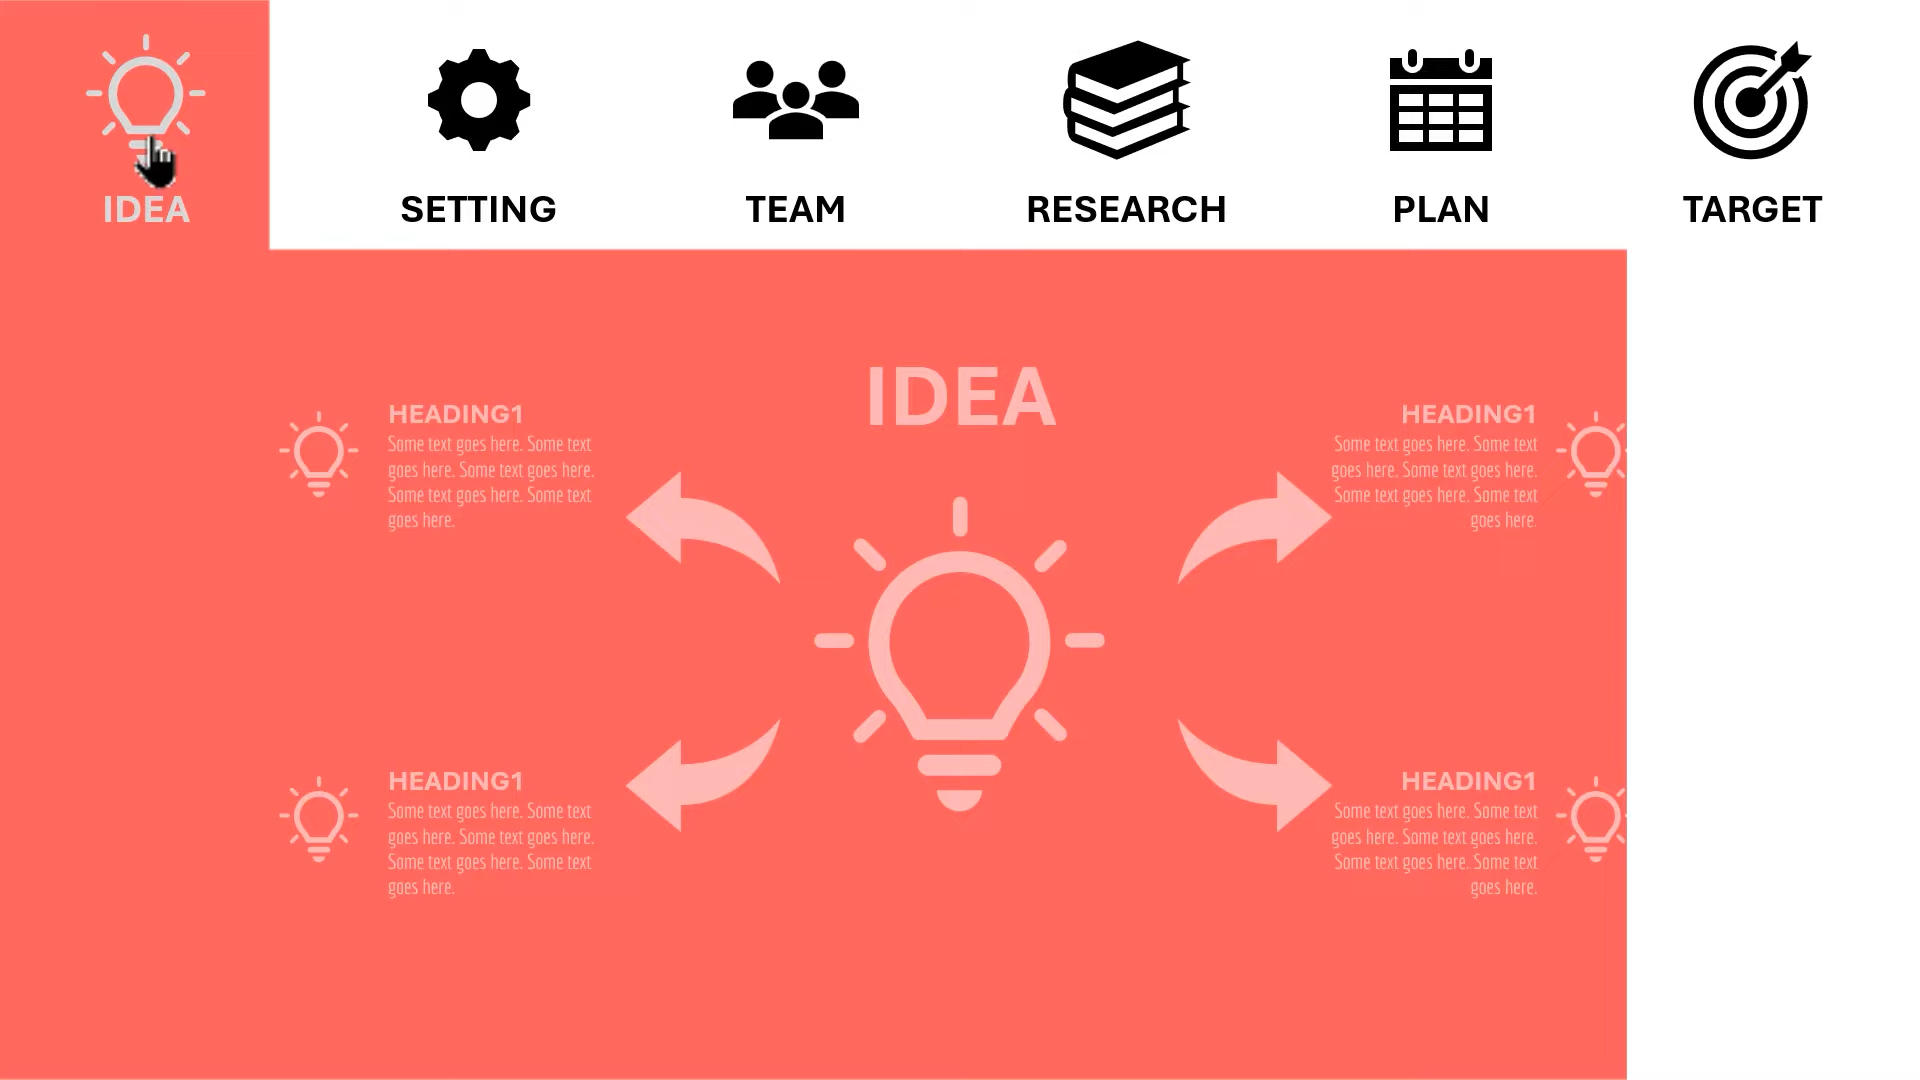 IDEA
SETTING
TEAM
RESEARCH
PLAN
TARGET
IDEA
HEADING1
Some text goes here. Some text
goes here. Some text goes here.
Some text goes here. Some text
goes here.
HEADING1
Some text goes here. Some text
goes here. Some text goes here.
Some text goes here. Some text
goes here.
HEADING1
Some text goes here. Some text
goes here. Some text goes here.
Some text goes here. Some text
goes here.
HEADING1
Some text goes here. Some text
goes here. Some text goes here.
Some text goes here. Some text
goes here.